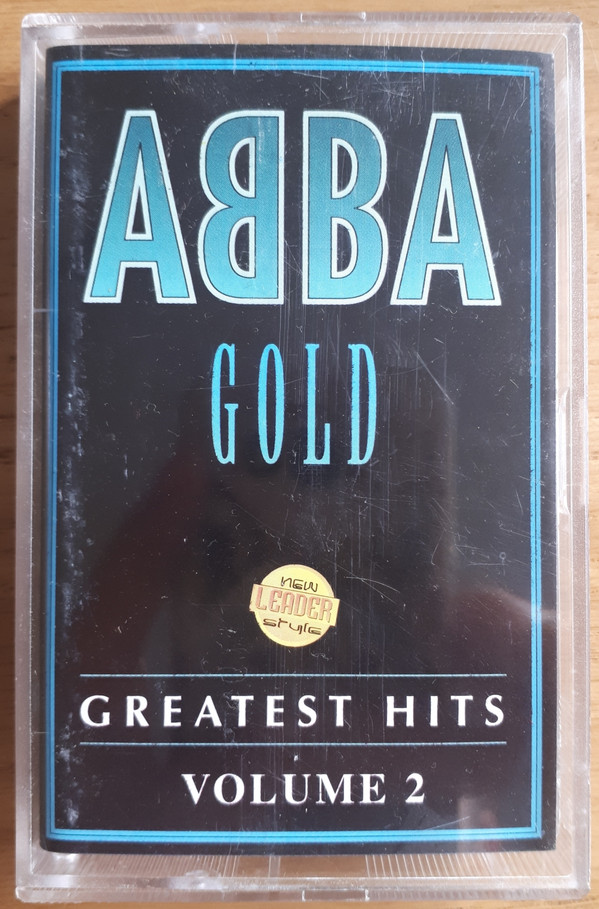 ABBA
GOLD
new
LEADER
style
GREATEST HITS
VOLUME 2